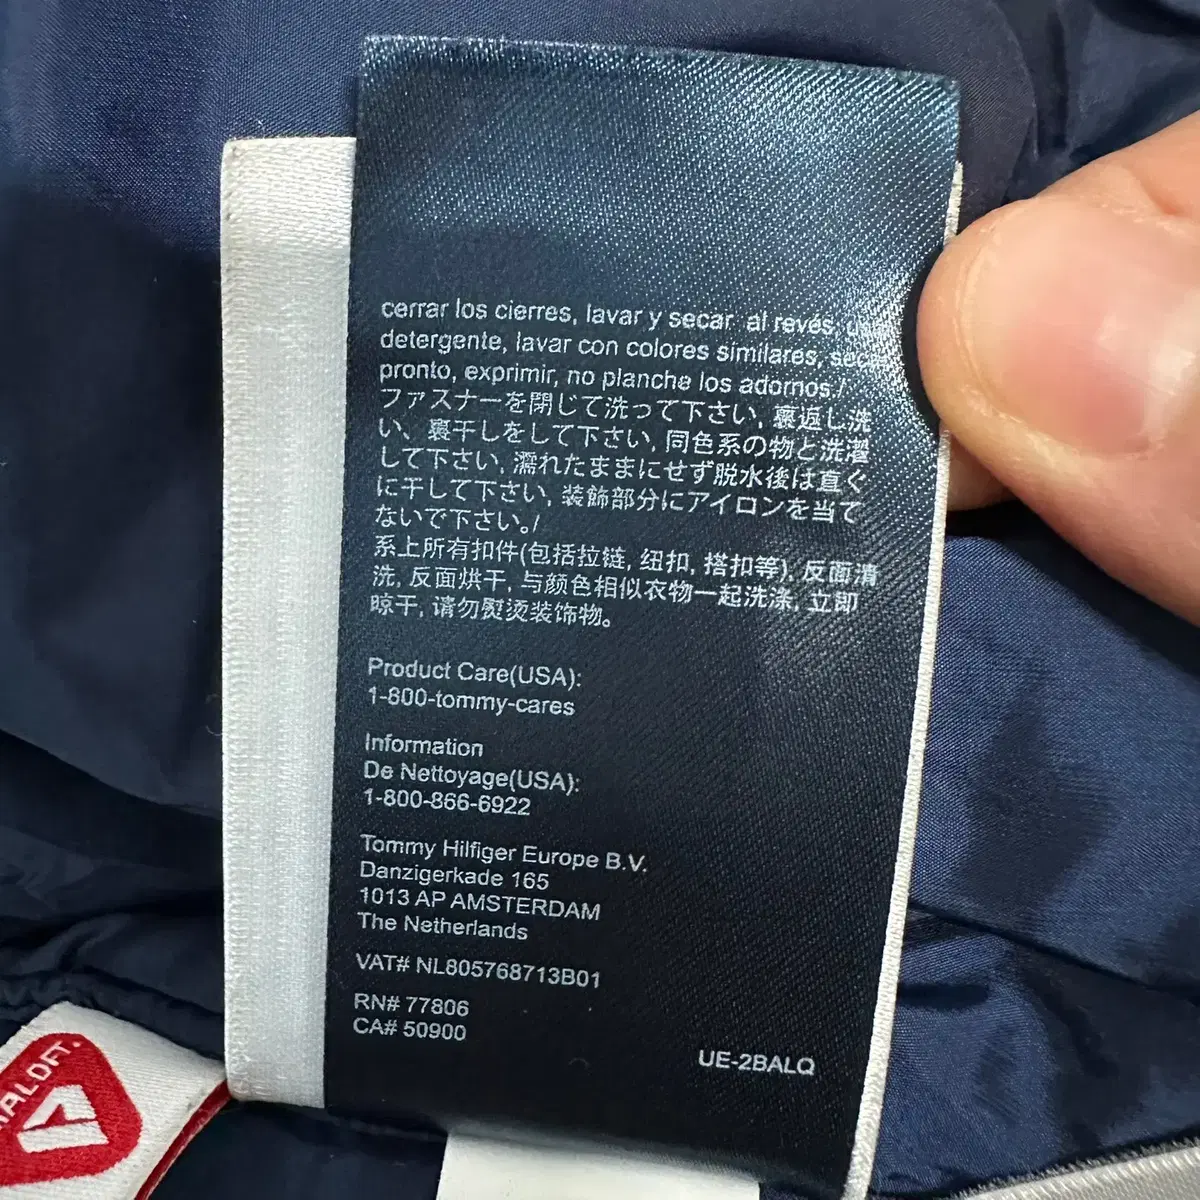 cerrar los cierres, lavar y secar al revés,
detergente, lavar con colores similares,
pronto, exprimir, no planche los adornos./
ファスナーを閉じて洗って下さい, 裏返し洗
い、裏干しをして下さい, 同色系の物と洗濯
して下さい, 濡れたままにせず脱水後は直ぐ
に干して下さい, 装飾部分にアイロンを当て
ないで下さい。/
系上所有扣件(包括拉链, 纽扣, 搭扣等), 反面清
洗, 反面烘干, 与颜色相似衣物一起洗涤, 立即
晾干, 请勿熨烫装饰物。
Product Care(USA):
1-800-tommy-cares
Information
De Nettoyage(USA):
1-800-866-6922
Tommy Hilfiger Europe B.V.
Danzigerkade 165
1013 AP AMSTERDAM
The Netherlands
VAT# NL805768713B01
RN# 77806
CA# 50900
UE-2BALQ